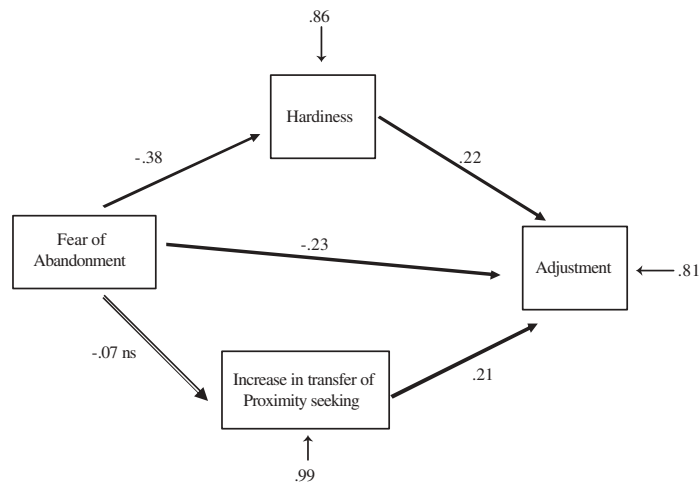 .86
Hardiness
-.38
.22
Fear of
Abandonment
-.23
Adjustment
.81
-.07 ns
Increase in transfer of
Proximity seeking
.21
.99